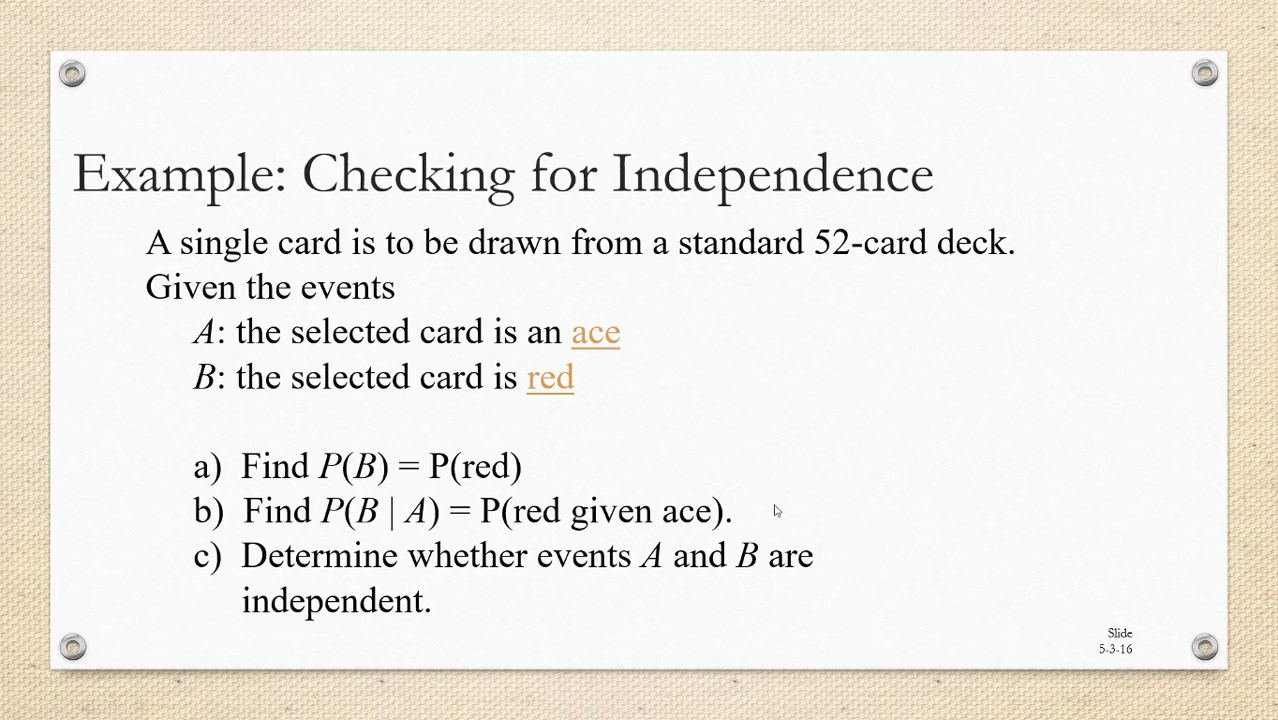 Example: Checking for Independence
A single card is to be drawn from a standard 52-card deck.
Given the events
A: the selected card is an ace
B: the selected card is red
a) Find P(B) = P(red)
b) Find P(B | A) = P(red given ace).
c) Determine whether events A and B are
independent.
Slide
5-3-16